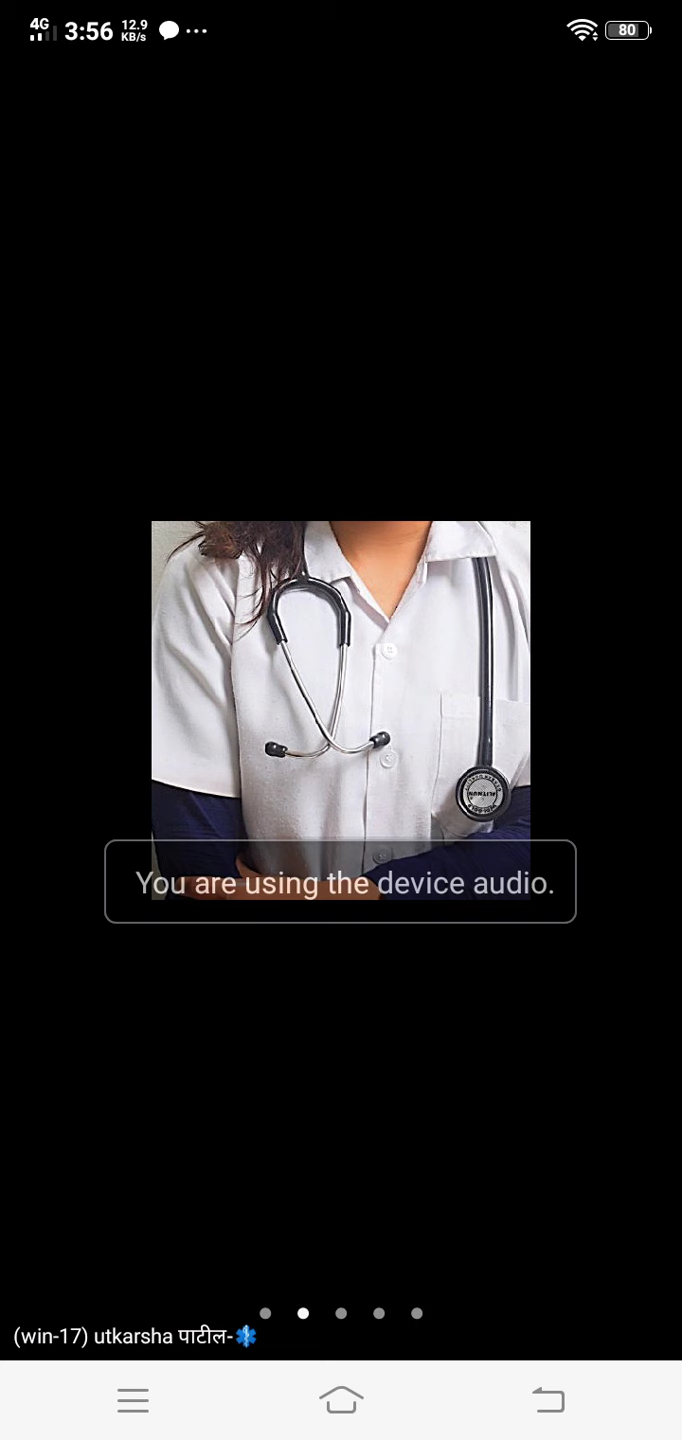 4G 3:56 12.9 KB/s 80
You are using the device audio.
(win-17) utkarsha पाटील-